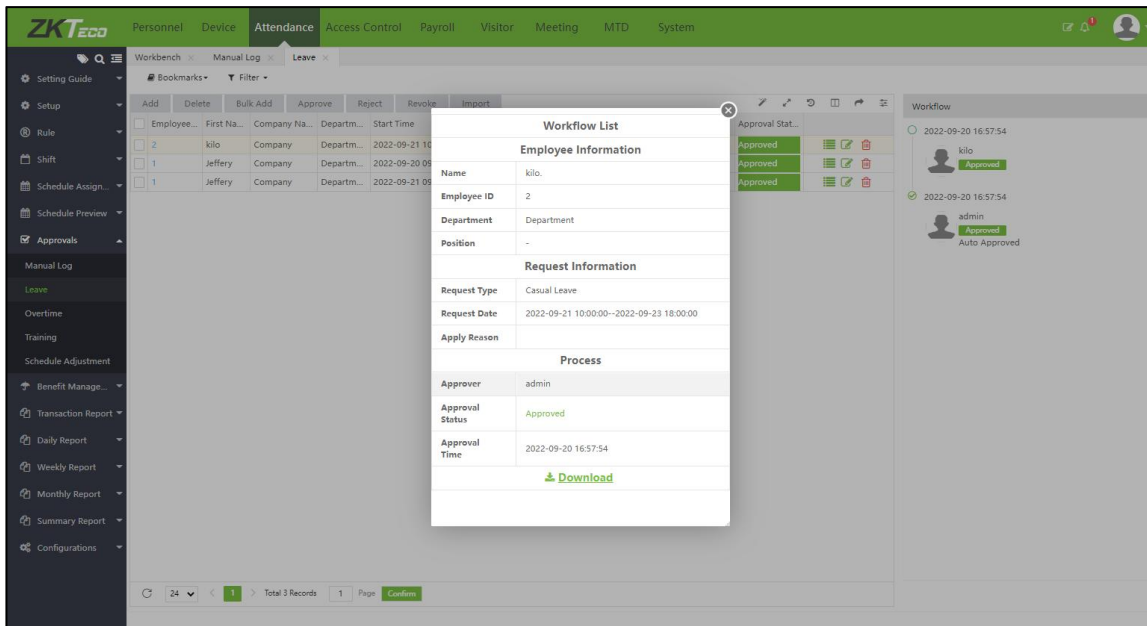 ZKTeco Personnel Device Attendance Access Control Payroll Visitor Meeting MTD System
Workbench Manual Log Leave
Bookmarks Filter
Setting Guide
Setup
Rule
Shift
Schedule Assign...
Schedule Preview
Approvals
Manual Log
Leave
Overtime
Training
Schedule Adjustment
Benefit Manage...
Transaction Report
Daily Report
Weekly Report
Monthly Report
Summary Report
Configurations
Add Delete Bulk Add Approve Reject Revoke Import
Employee... First Na... Company Na... Departm... Start Time Approval Stat...
2 kilo Company Departm... 2022-09-21 10 Approved
1 Jeffery Company Departm... 2022-09-20 09 Approved
1 Jeffery Company Departm... 2022-09-21 09 Approved
Workflow List
Employee Information
Name kilo.
Employee ID 2
Department Department
Position -
Request Information
Request Type Casual Leave
Request Date 2022-09-21 10:00:00--2022-09-23 18:00:00
Apply Reason
Process
Approver admin
Approval Status Approved
Approval Time 2022-09-20 16:57:54
Download
Workflow
2022-09-20 16:57:54
kilo
Approved
2022-09-20 16:57:54
admin
Approved
Auto Approved
24 1 Total 3 Records 1 Page Confirm